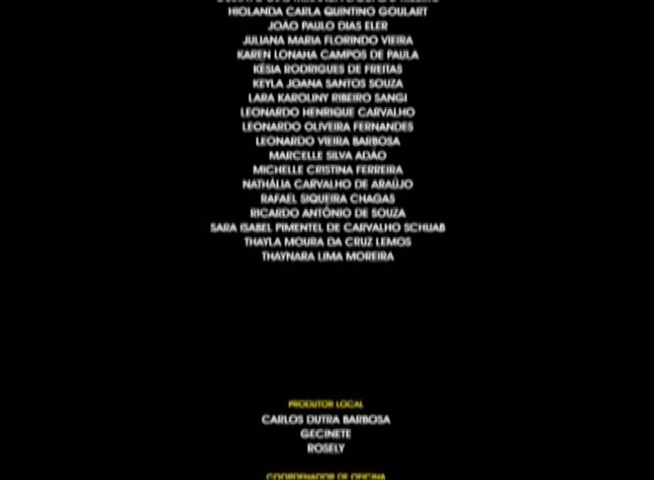 HIOLANDA CARLA QUINTINO GOULART
JOÃO PAULO DIAS ELER
JULIANA MARIA FLORINDO VIEIRA
KAREN LONAHA CAMPOS DE PAULA
KÉSIA RODRIGUES DE FREITAS
KEYLA JOANA SANTOS SOUZA
LARA KAROLINY RIBEIRO SANGI
LEONARDO HENRIQUE CARVALHO
LEONARDO OLIVEIRA FERNANDES
LEONARDO VIEIRA BARBOSA
MARCELLE SILVA ADÃO
MICHELLE CRISTINA FERREIRA
NATHÁLIA CARVALHO DE ARAÚJO
RAFAEL SIQUEIRA CHAGAS
RICARDO ANTÔNIO DE SOUZA
SARA ISABEL PIMENTEL DE CARVALHO SCHUAB
THAYLA MOURA DA CRUZ LEMOS
THAYNARA LIMA MOREIRA
PRODUTOR LOCAL
CARLOS DUTRA BARBOSA
GECINETE
ROSELY
COORDENADOR DE OFICINA